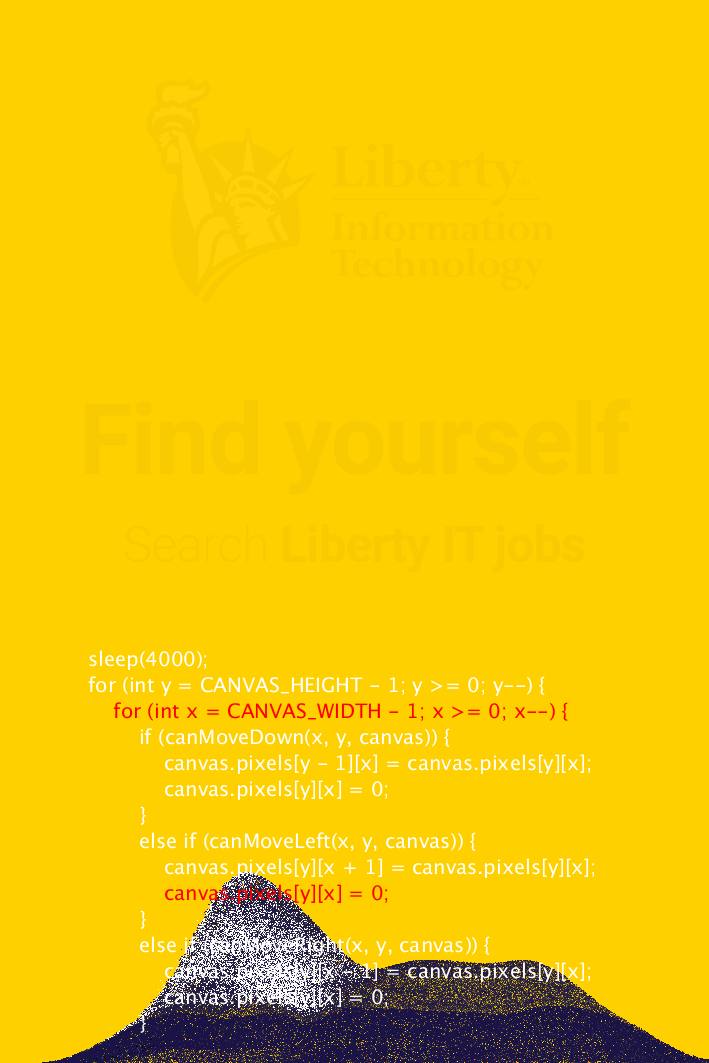 Liberty
Information
Technology
Find yourself
Search Liberty IT jobs
sleep(4000);
for (int y = CANVAS_HEIGHT - 1; y >= 0; y--) {
for (int x = CANVAS_WIDTH - 1; x >= 0; x--) {
if (canMoveDown(x, y, canvas)) {
canvas.pixels[y - 1][x] = canvas.pixels[y][x];
canvas.pixels[y][x] = 0;
}
else if (canMoveLeft(x, y, canvas)) {
canvas.pixels[y][x + 1] = canvas.pixels[y][x];
canvas.pixels[y][x] = 0;
}
else if (canMoveRight(x, y, canvas)) {
canvas.pixels[y][x - 1] = canvas.pixels[y][x];
canvas.pixels[y][x] = 0;
}